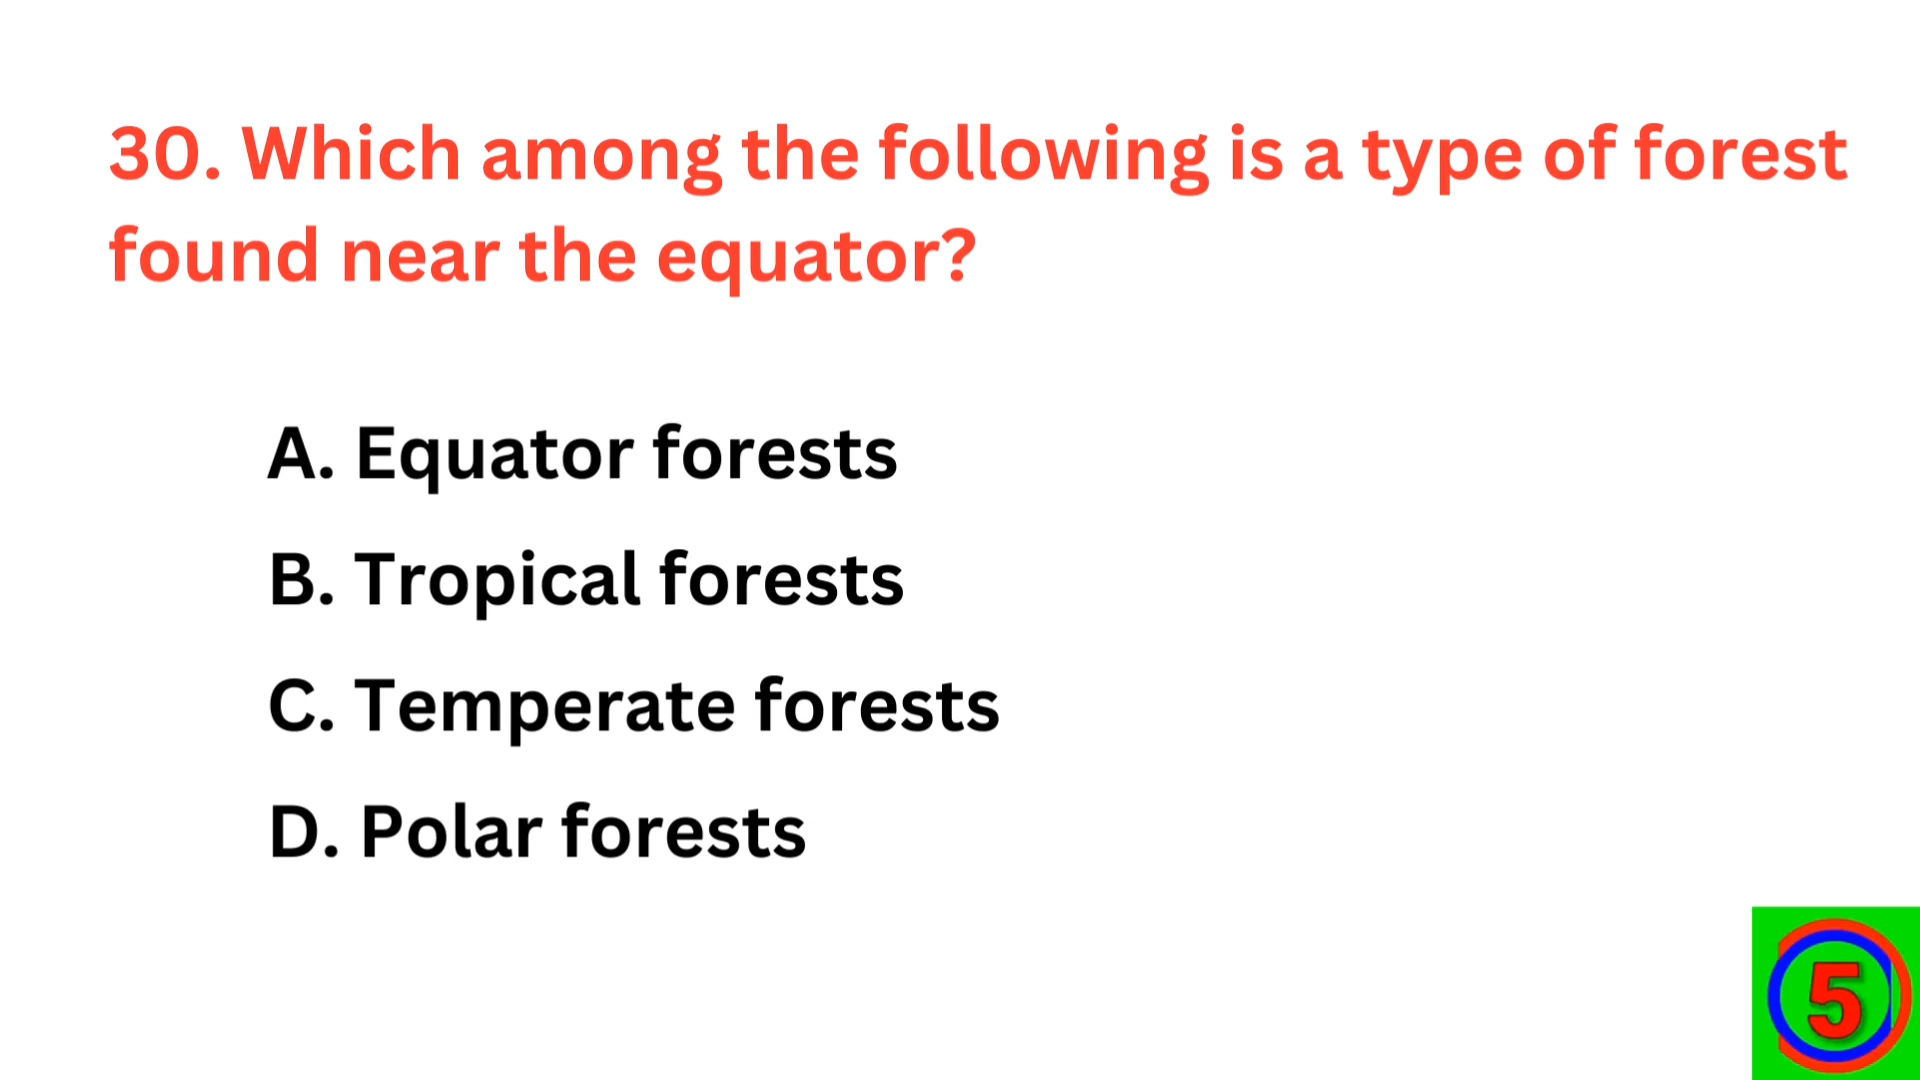 30. Which among the following is a type of forest
found near the equator?
A. Equator forests
B. Tropical forests
C. Temperate forests
D. Polar forests
5